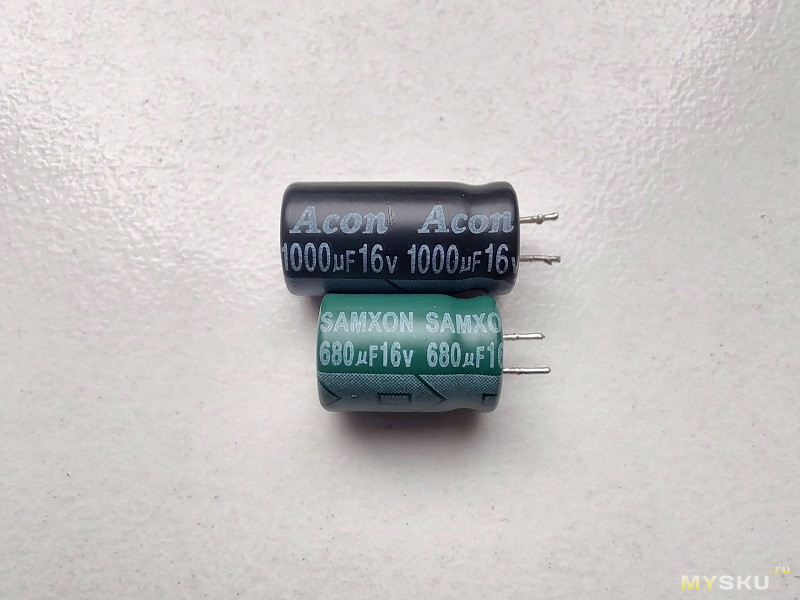 Acon Acon
1000µF16v 1000µF16v
SAMXON SAMXO
680µF16v 680µF16
MYSKU.ru